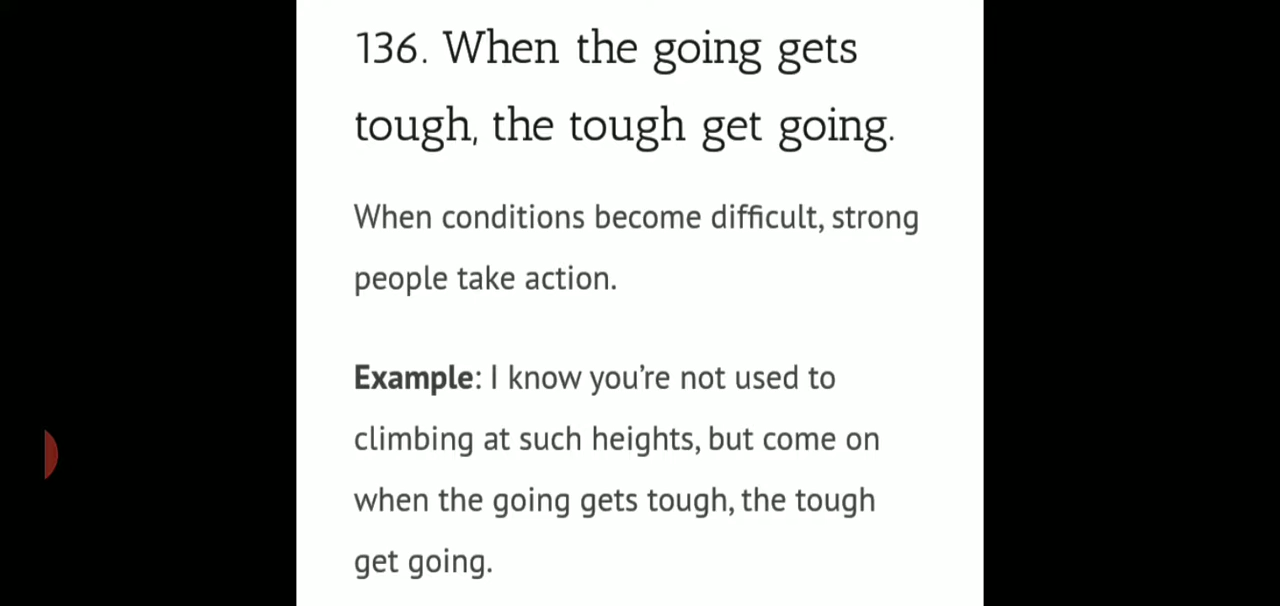 136. When the going gets
tough, the tough get going.
When conditions become difficult, strong
people take action.
Example: I know you’re not used to
climbing at such heights, but come on
when the going gets tough, the tough
get going.